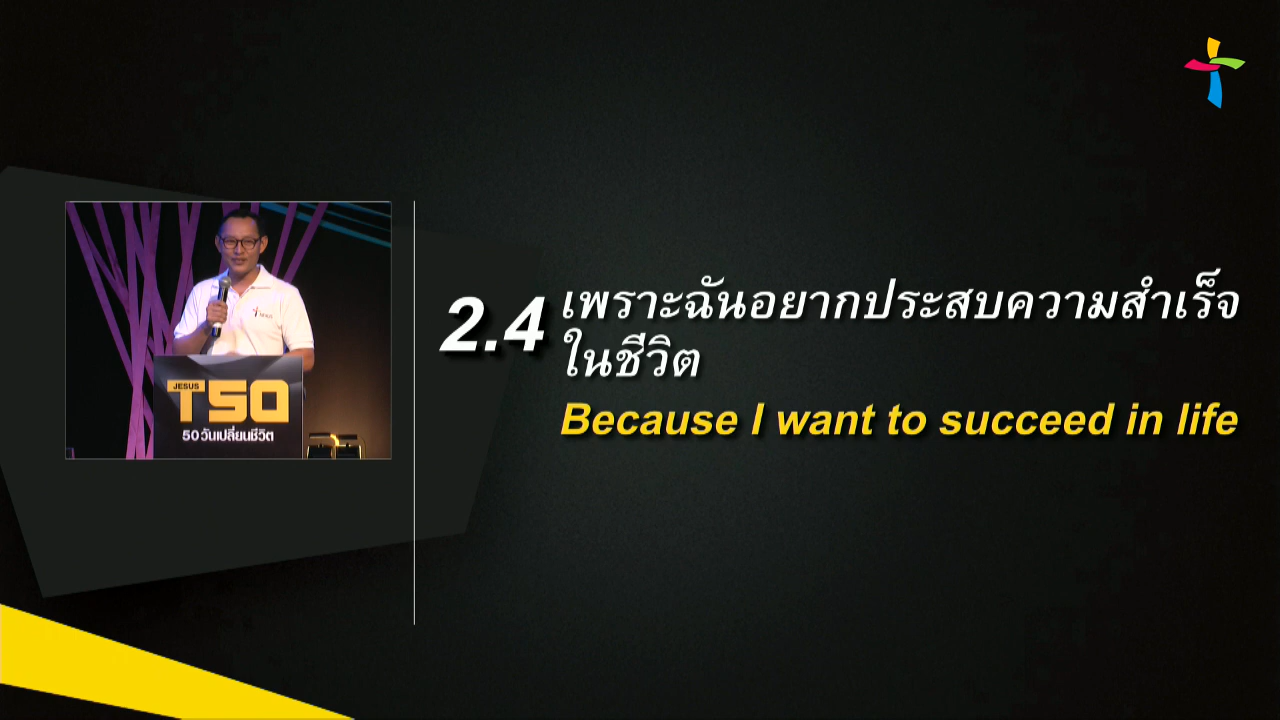 JESUS
T50
50 วันเปลี่ยนชีวิต
2.4
เพราะฉันอยากประสบความสำเร็จ
ในชีวิต
Because I want to succeed in life